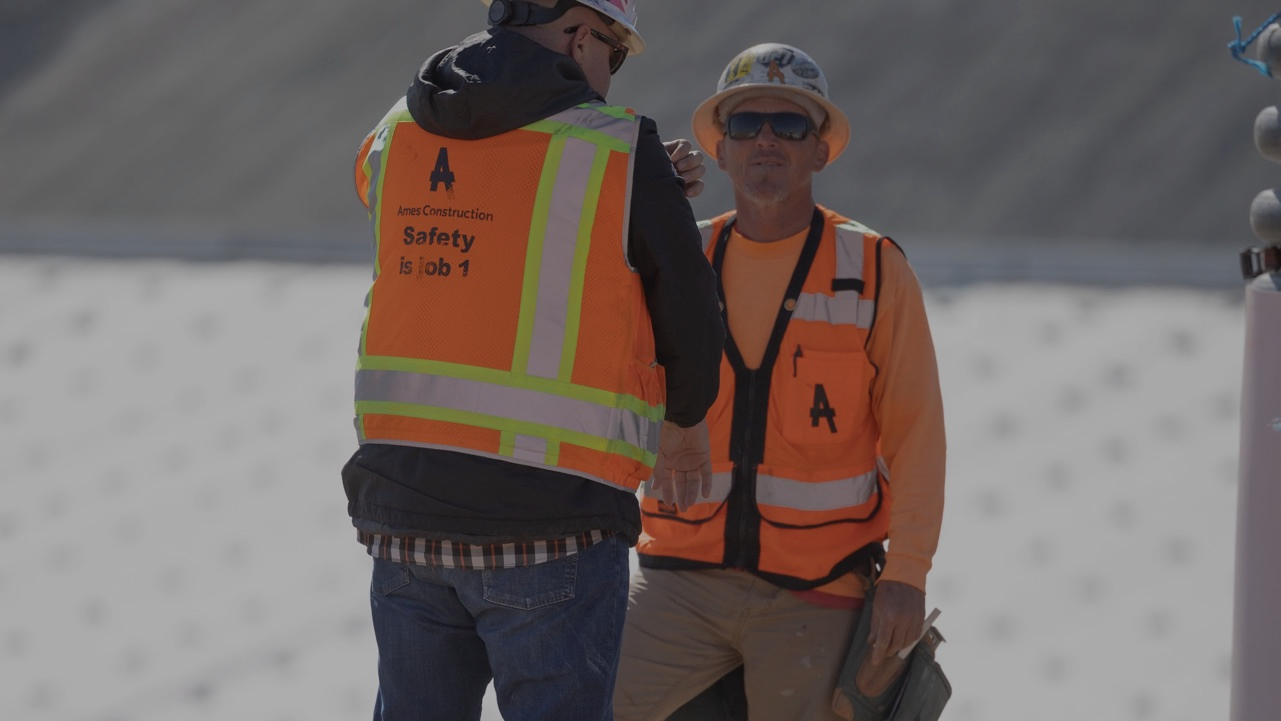 A
Ames Construction
Safety
is job 1
A